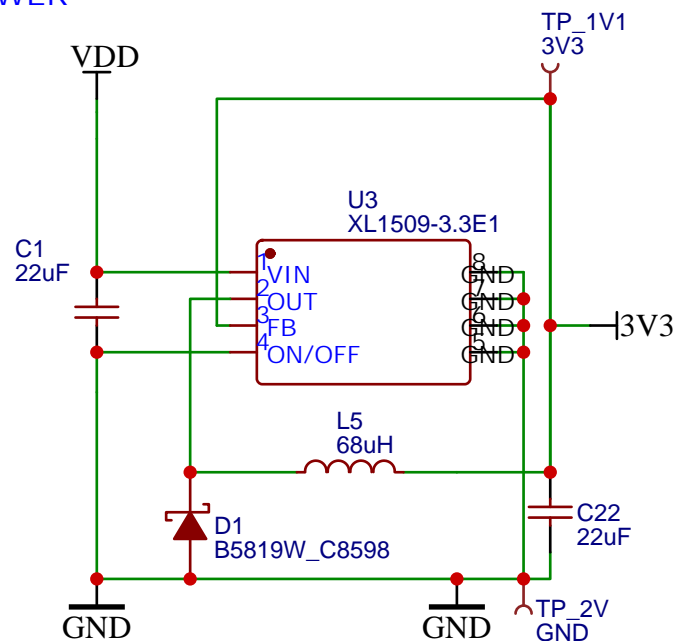 TP_1V1
3V3
VDD
U3
XL1509-3.3E1
C1
22uF
1
VIN
8
GND
2
OUT
7
GND
3
FB
6
GND
3V3
4
ON/OFF
5
GND
L5
68uH
D1
B5819W_C8598
C22
22uF
GND
GND
TP_2V
GND